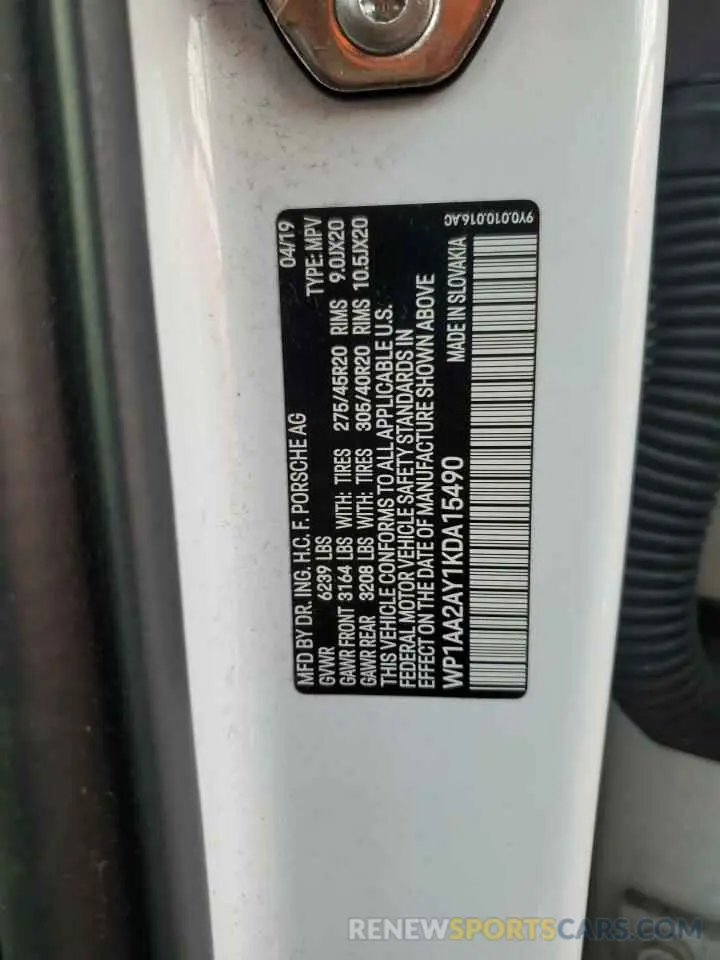 MFD BY DR. ING. H.C. F. PORSCHE AG 04/19
GVWR 6239 LBS TYPE: MPV
GAWR FRONT 3164 LBS WITH: TIRES 275/45R20 RIMS 9.0JX20
GAWR REAR 3208 LBS WITH: TIRES 305/40R20 RIMS 10.5JX20
THIS VEHICLE CONFORMS TO ALL APPLICABLE U.S.
FEDERAL MOTOR VEHICLE SAFETY STANDARDS IN
EFFECT ON THE DATE OF MANUFACTURE SHOWN ABOVE
WP1AA2AY1KDA15490 MADE IN SLOVAKIA
9Y0.010.016.AC
RENEWSPORTSCARS.COM